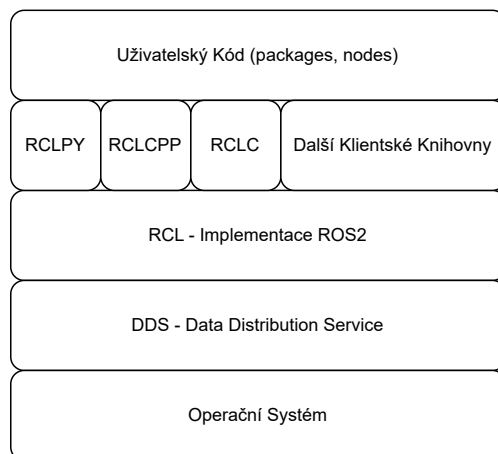 Uživatelský Kód (packages, nodes)
RCLPY RCLCPP RCLC Další Klientské Knihovny
RCL - Implementace ROS2
DDS - Data Distribution Service
Operační Systém